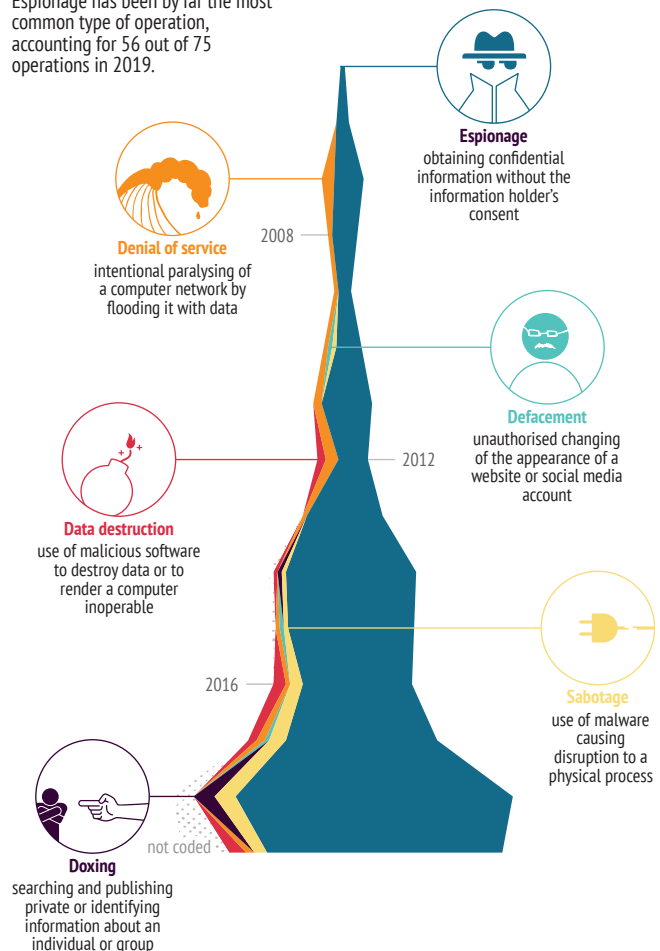 Espionage has been by far the most
common type of operation,
accounting for 56 out of 75
operations in 2019.
Espionage
obtaining confidential
information without the
information holder's
consent
Denial of service
intentional paralysing of
a computer network by
flooding it with data
2008
Defacement
unauthorised changing
of the appearance of a
website or social media
account
2012
Data destruction
use of malicious software
to destroy data or to
render a computer
inoperable
Sabotage
use of malware
causing
disruption to a
physical process
2016
not coded
Doxing
searching and publishing
private or identifying
information about an
individual or group